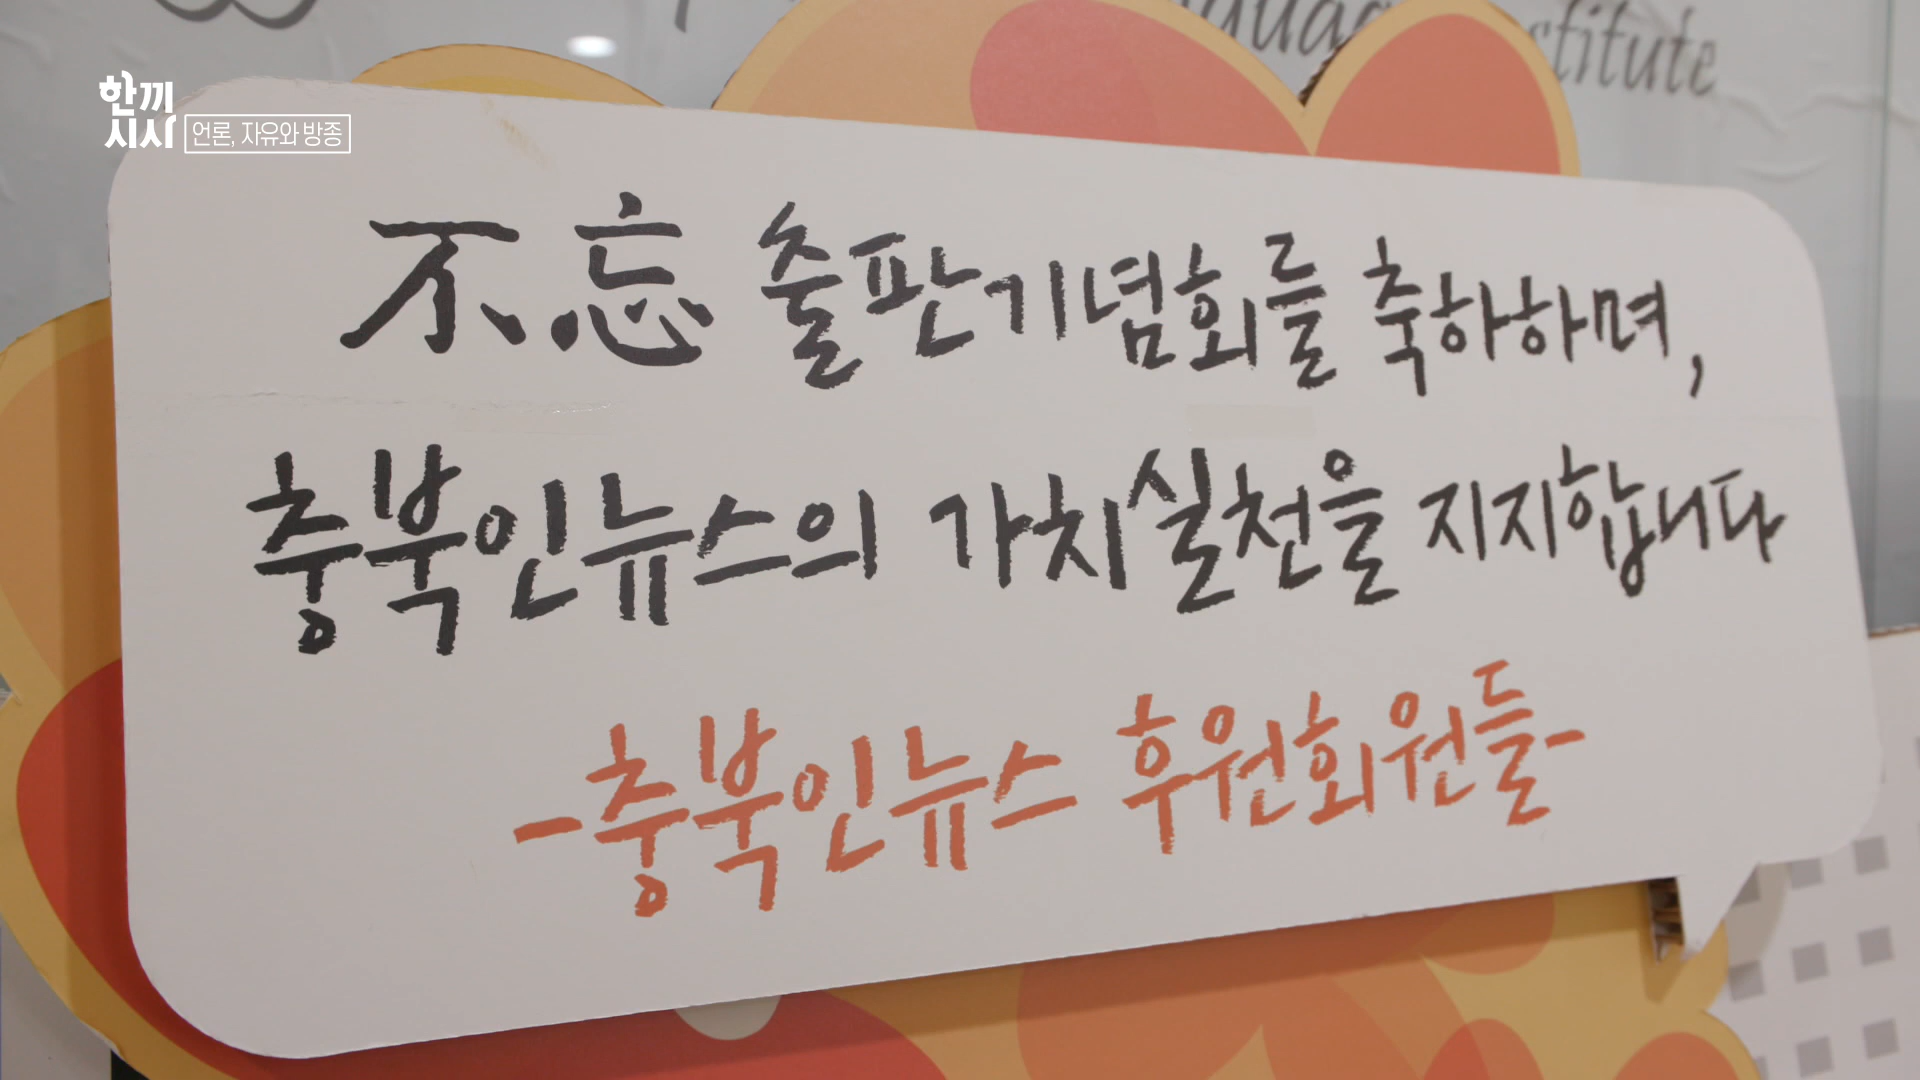 stitute
한끼
시사
언론, 자유와 방종
不忘 출판기념회를 축하하며,
충북인뉴스의 가치실천을 지지합니다
-충북인뉴스 후원회원들-